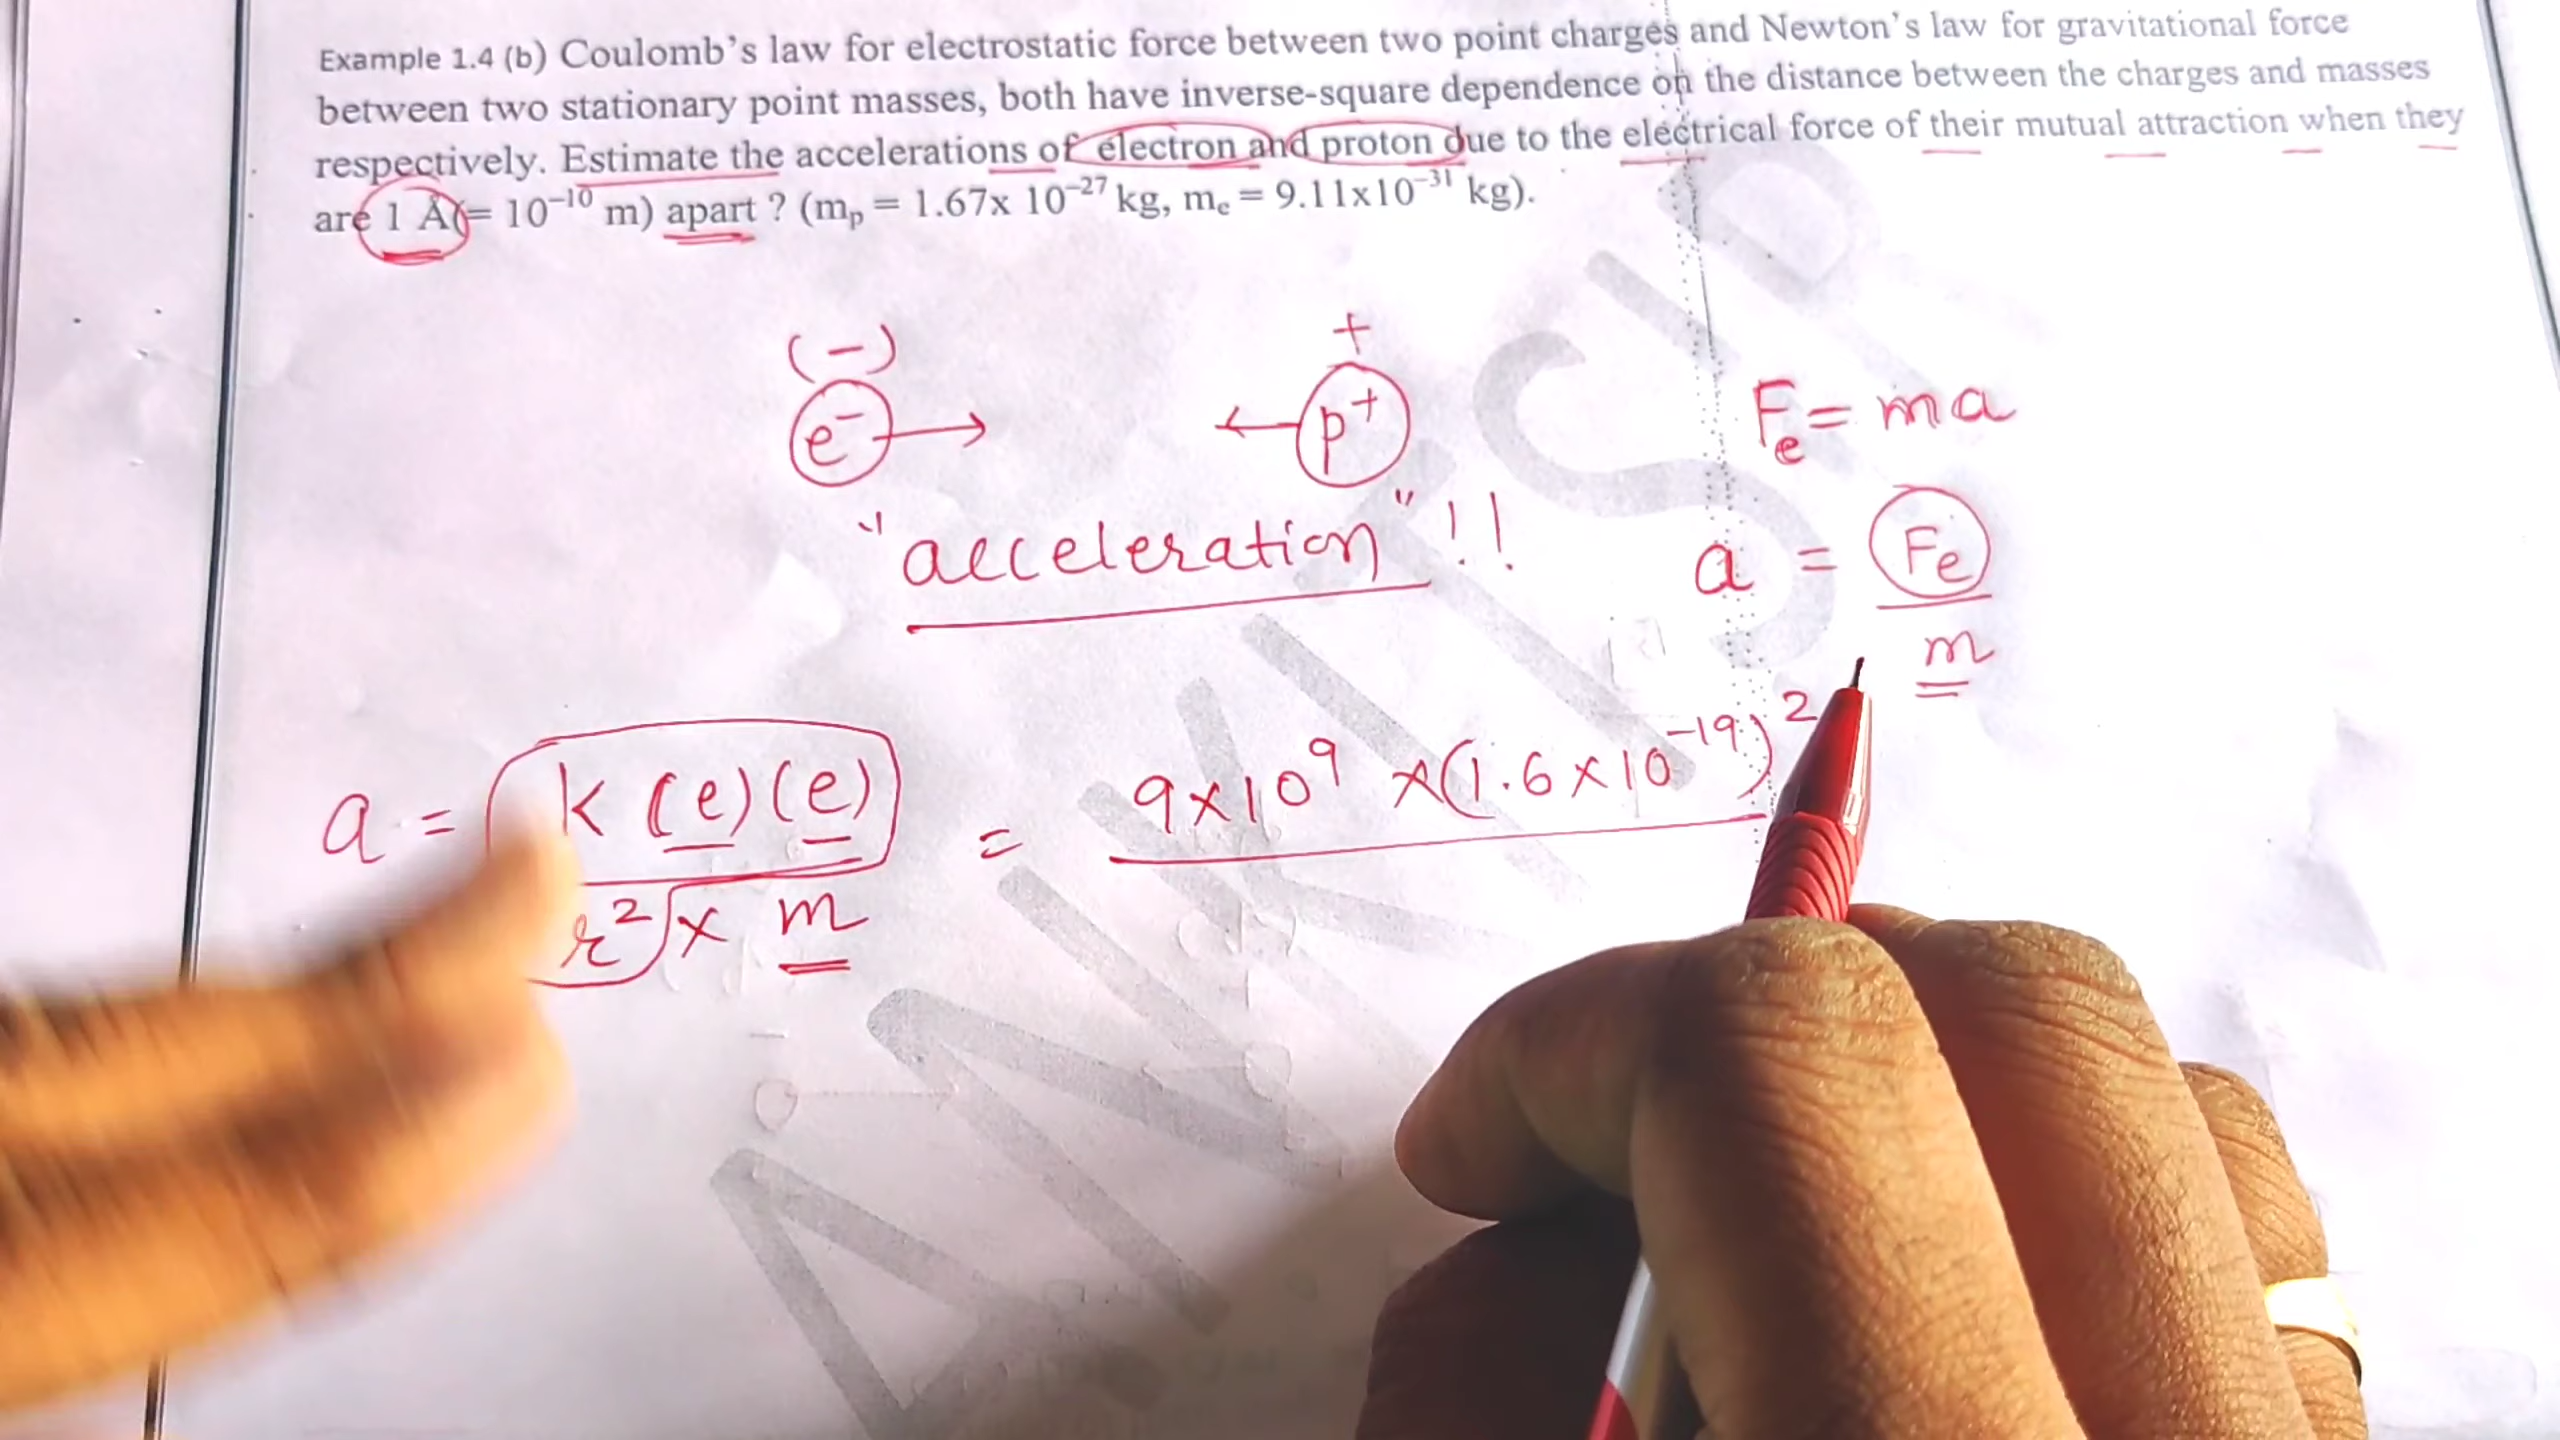 Example 1.4 (b) Coulomb's law for electrostatic force between two point charges and Newton's law for gravitational force
between two stationary point masses, both have inverse-square dependence on the distance between the charges and masses
respectively. Estimate the accelerations of electron and proton due to the electrical force of their mutual attraction when they
are 1 Å(= 10⁻¹⁰ m) apart ? (mₚ = 1.67x 10⁻²⁷ kg, mₑ = 9.11x10⁻³¹ kg).
(-) +
e⁻ p⁺
Fₑ = ma
"acceleration"!!
a = Fe
m
a = k (e)(e) = 9×10⁹ ×(1.6×10⁻¹⁹)²
r² × m